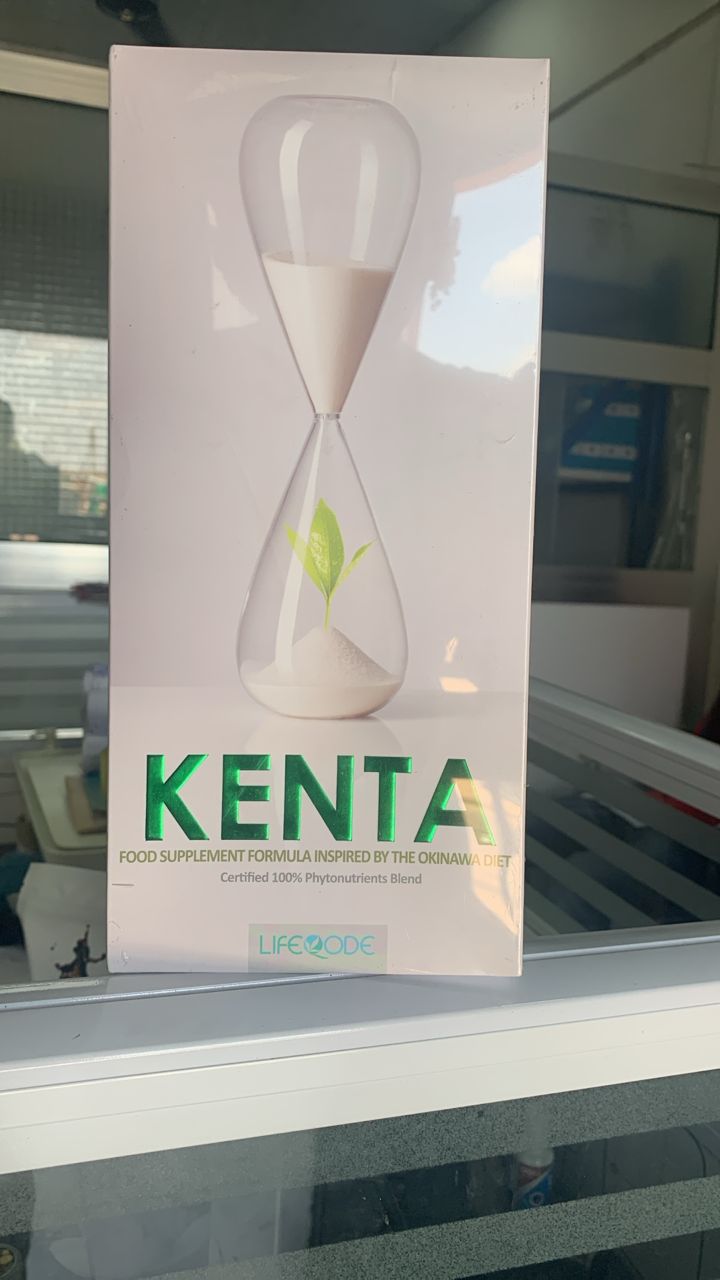 KENTA
FOOD SUPPLEMENT FORMULA INSPIRED BY THE OKINAWA DIET
Certified 100% Phytonutrients Blend
LIFEQODE